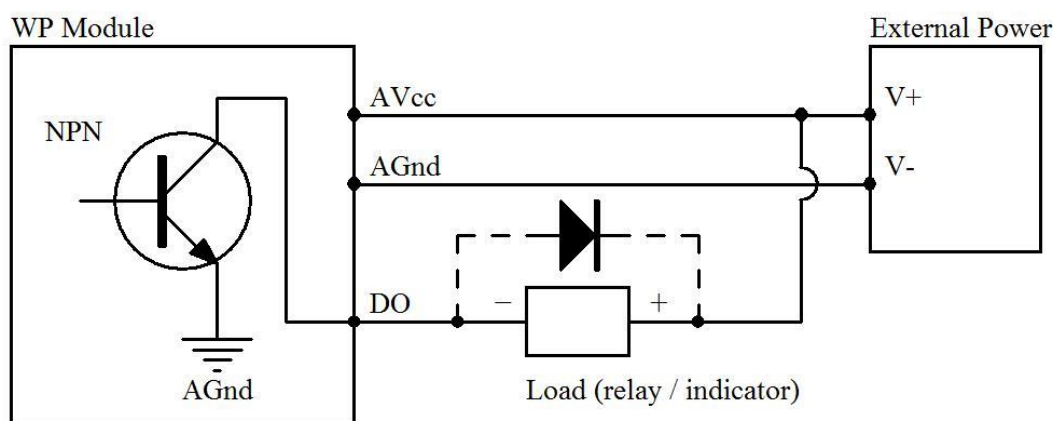 WP Module
External Power
NPN
AVcc
V+
AGnd
V-
DO
− +
AGnd
Load (relay / indicator)